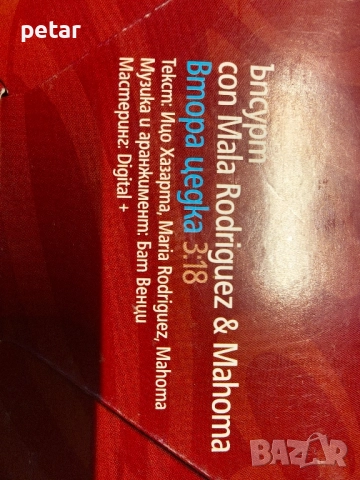 petar
Ъпсурт
con Mala Rodriguez & Mahoma
Втора цедка 3:18
Текст: Ицо Хазарта, Maria Rodriguez, Mahoma
Музика и аранжимент: Бат Венци
Мастеринг: Digital +
BAZAR